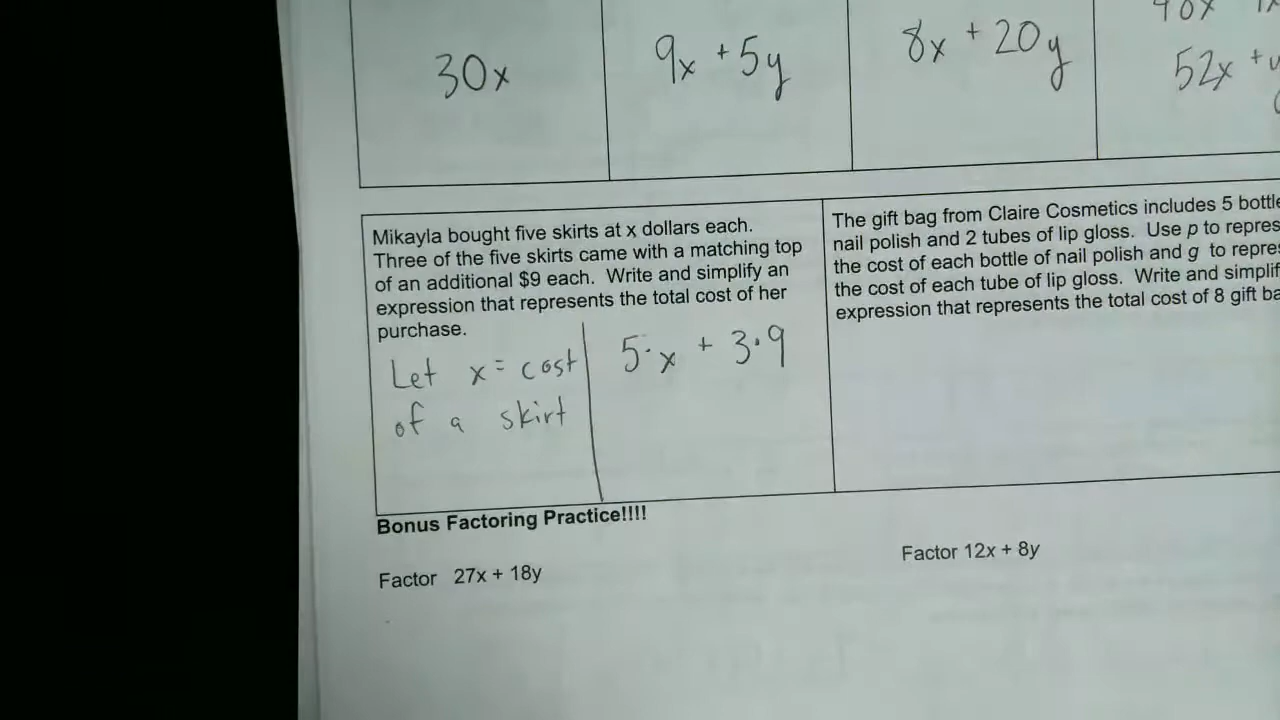 30x
9x + 5y
8x + 20y
52x +
Mikayla bought five skirts at x dollars each.
Three of the five skirts came with a matching top
of an additional $9 each. Write and simplify an
expression that represents the total cost of her
purchase.
Let x = cost
of a skirt
5·x + 3·9
The gift bag from Claire Cosmetics includes 5 bottle
nail polish and 2 tubes of lip gloss. Use p to repres
the cost of each bottle of nail polish and g to repre
the cost of each tube of lip gloss. Write and simplif
expression that represents the total cost of 8 gift ba
Bonus Factoring Practice!!!!
Factor 27x + 18y
Factor 12x + 8y